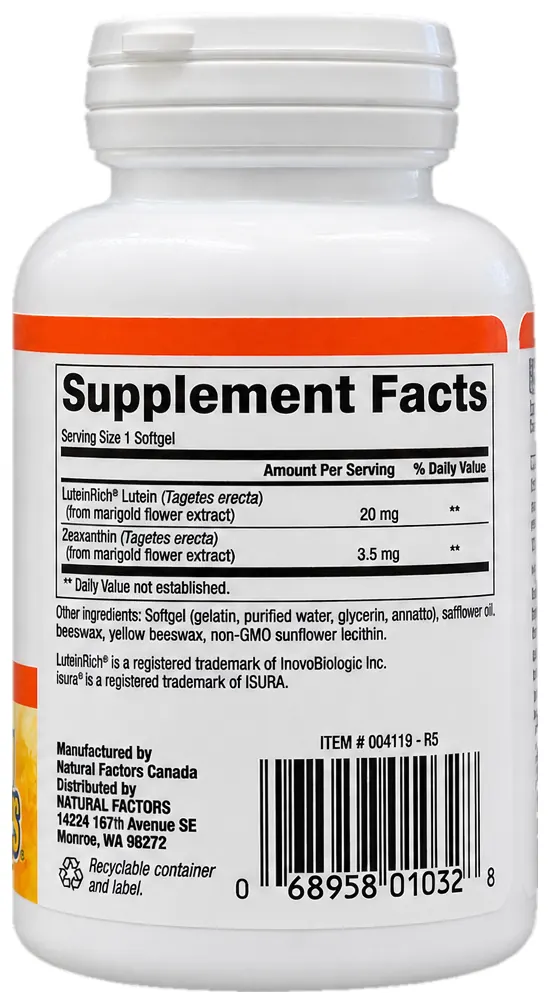 Supplement Facts
Serving Size 1 Softgel
Amount Per Serving % Daily Value
LuteinRich® Lutein (Tagetes erecta)
(from marigold flower extract) 20 mg **
Zeaxanthin (Tagetes erecta)
(from marigold flower extract) 3.5 mg **
** Daily Value not established.
Other ingredients: Softgel (gelatin, purified water, glycerin, annatto), safflower oil.
beeswax, yellow beeswax, non-GMO sunflower lecithin.
LuteinRich® is a registered trademark of InovoBiologic Inc.
isura® is a registered trademark of ISURA.
ITEM # 004119 - R5
Manufactured by
Natural Factors Canada
Distributed by
NATURAL FACTORS
14224 167th Avenue SE
Monroe, WA 98272
Recyclable container
and label.
0 68958 01032 8